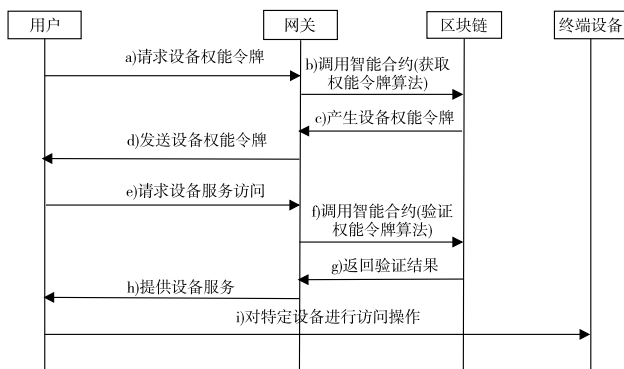 用户
网关
区块链
终端设备
a)请求设备权能令牌
b)调用智能合约(获取
权能令牌算法)
c)产生设备权能令牌
d)发送设备权能令牌
e)请求设备服务访问
f)调用智能合约(验证
权能令牌算法)
g)返回验证结果
h)提供设备服务
i)对特定设备进行访问操作